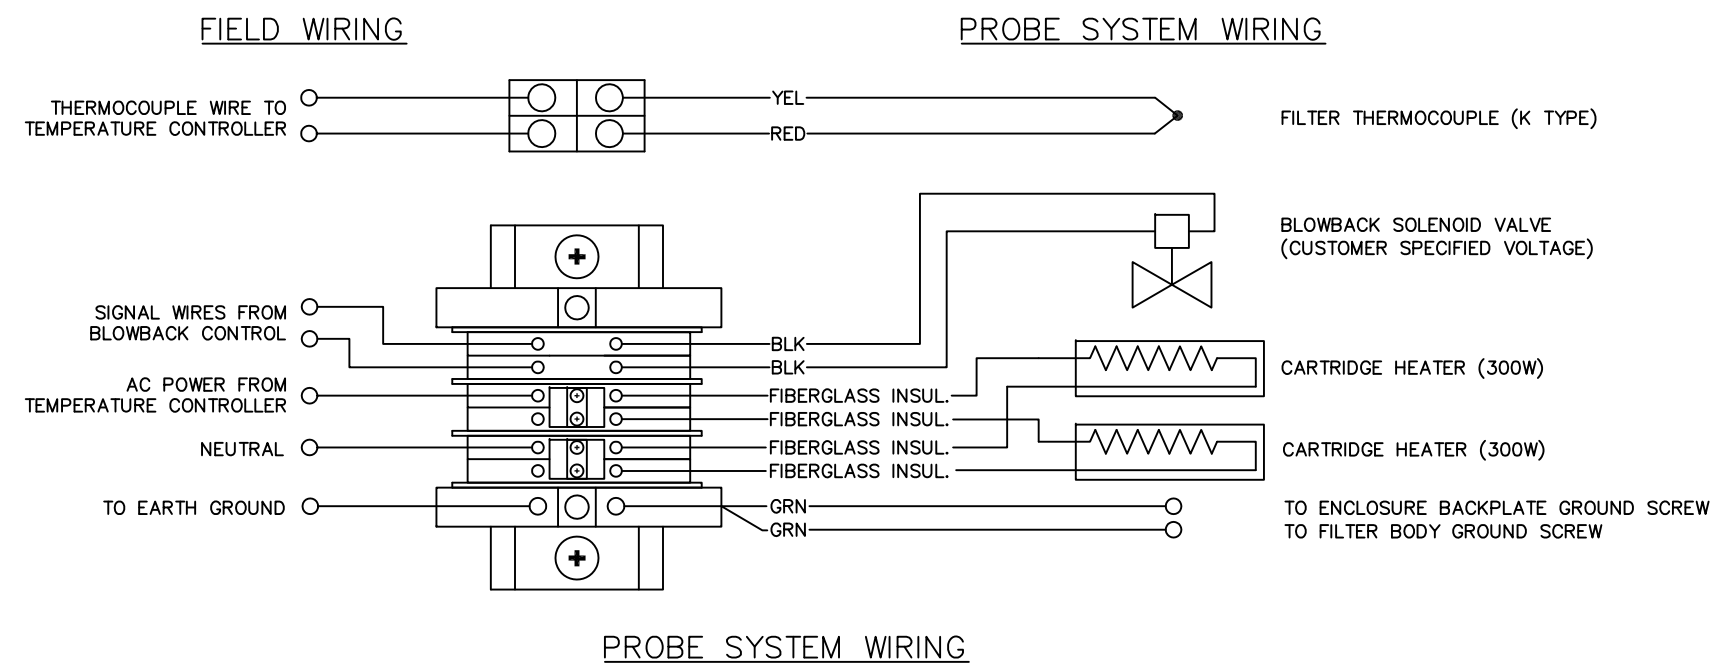 FIELD WIRING
PROBE SYSTEM WIRING
THERMOCOUPLE WIRE TO
TEMPERATURE CONTROLLER
YEL
RED
FILTER THERMOCOUPLE (K TYPE)
BLOWBACK SOLENOID VALVE
(CUSTOMER SPECIFIED VOLTAGE)
SIGNAL WIRES FROM
BLOWBACK CONTROL
BLK
BLK
CARTRIDGE HEATER (300W)
AC POWER FROM
TEMPERATURE CONTROLLER
FIBERGLASS INSUL.
FIBERGLASS INSUL.
NEUTRAL
FIBERGLASS INSUL.
FIBERGLASS INSUL.
CARTRIDGE HEATER (300W)
TO EARTH GROUND
GRN
GRN
TO ENCLOSURE BACKPLATE GROUND SCREW
TO FILTER BODY GROUND SCREW
PROBE SYSTEM WIRING